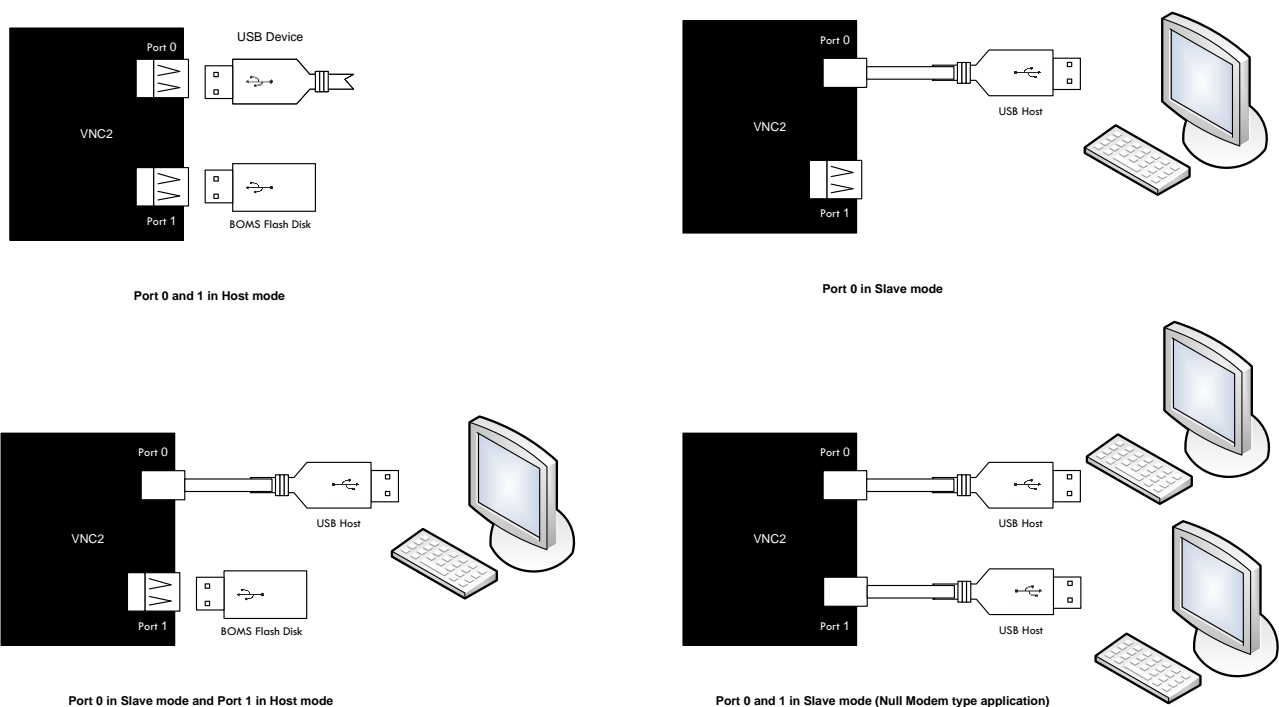 Port 0
USB Device
VNC2
Port 1
BOMS Flash Disk
Port 0 and 1 in Host mode
Port 0
USB Host
VNC2
Port 1
Port 0 in Slave mode
Port 0
USB Host
VNC2
Port 1
BOMS Flash Disk
Port 0 in Slave mode and Port 1 in Host mode
Port 0
USB Host
VNC2
Port 1
USB Host
Port 0 and 1 in Slave mode (Null Modem type application)